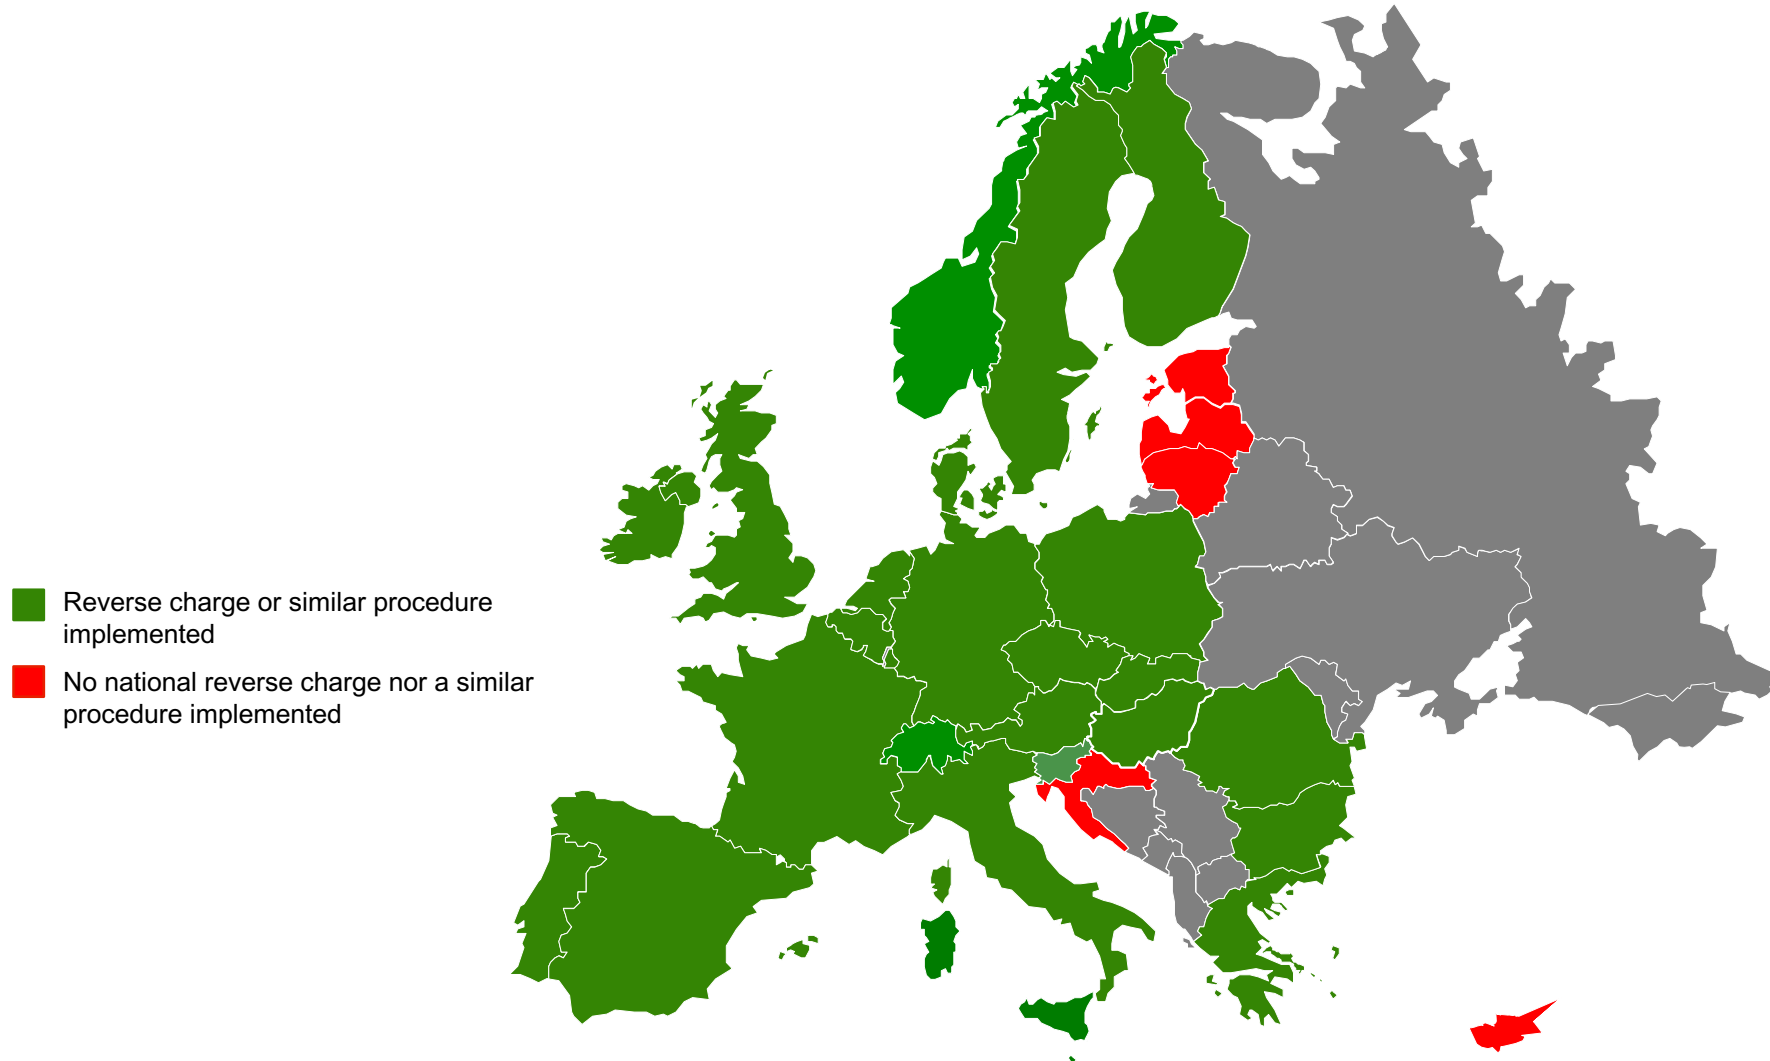 Reverse charge or similar procedure
implemented
No national reverse charge nor a similar
procedure implemented